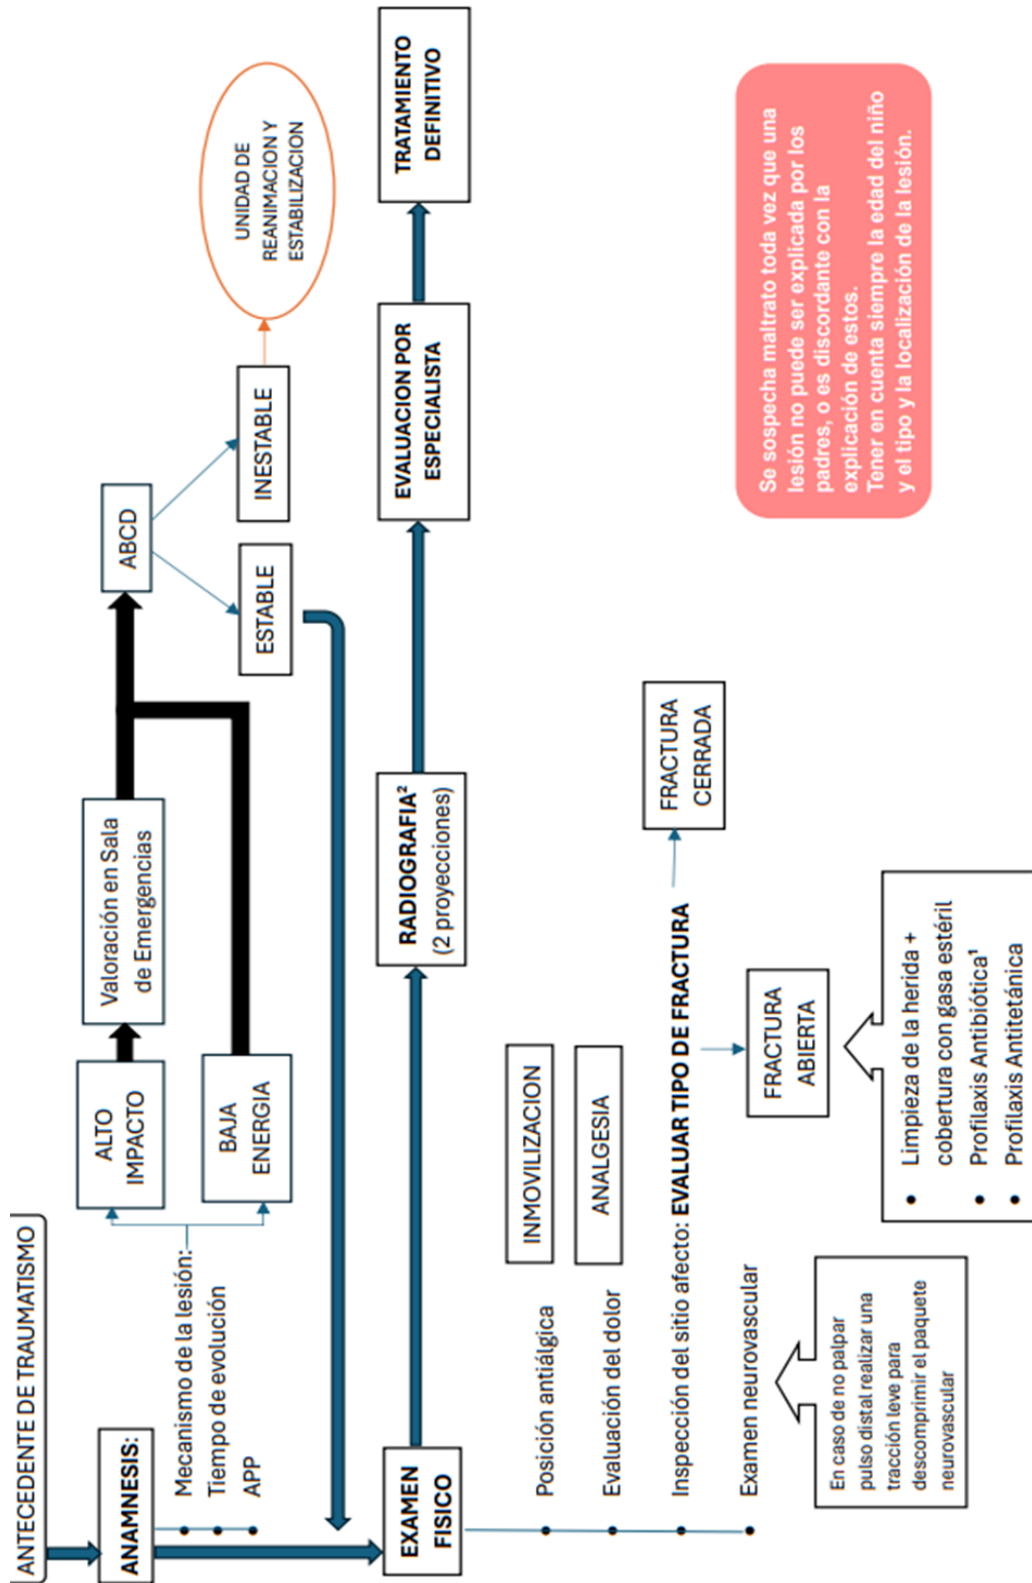 ANTECEDENTE DE TRAUMATISMO
ANAMNESIS:
Mecanismo de la lesión:
Tiempo de evolución
APP
ALTO
IMPACTO
BAJA
ENERGIA
Valoración en Sala
de Emergencias
ABCD
ESTABLE
INESTABLE
UNIDAD DE
REANIMACION Y
ESTABILIZACION
EXAMEN
FISICO
RADIOGRAFIA²
(2 proyecciones)
EVALUACION POR
ESPECIALISTA
TRATAMIENTO
DEFINITIVO
Posición antiálgica
INMOVILIZACION
Evaluación del dolor
ANALGESIA
Inspección del sitio afecto: EVALUAR TIPO DE FRACTURA
FRACTURA
CERRADA
FRACTURA
ABIERTA
Examen neurovascular
En caso de no palpar
pulso distal realizar una
tracción leve para
descomprimir el paquete
neurovascular
• Limpieza de la herida +
cobertura con gasa estéril
• Profilaxis Antibiótica¹
• Profilaxis Antitetánica
Se sospecha maltrato toda vez que una
lesión no puede ser explicada por los
padres, o es discordante con la
explicación de estos.
Tener en cuenta siempre la edad del niño
y el tipo y la localización de la lesión.